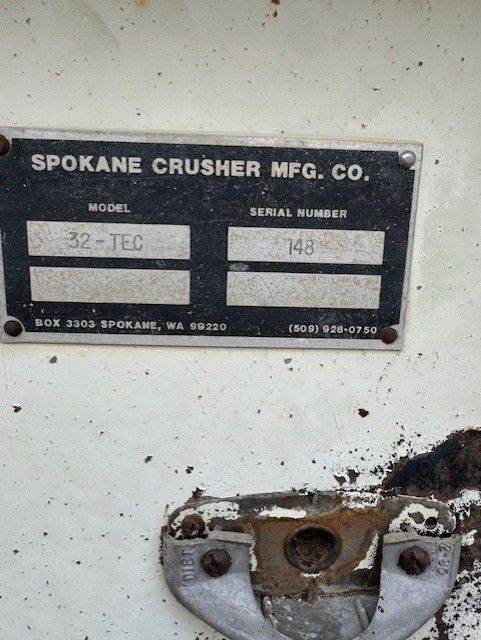 SPOKANE CRUSHER MFG. CO.
MODEL SERIAL NUMBER
32-TEC 148
BOX 3303 SPOKANE, WA 99220 (509) 928-0750